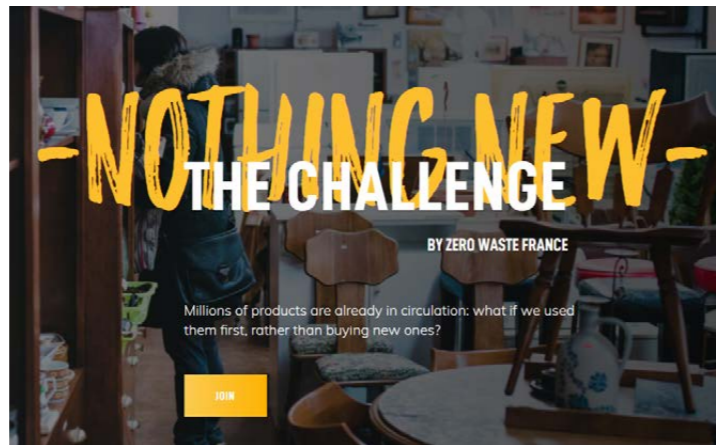 -NOTHING NEW-
THE CHALLENGE
BY ZERO WASTE FRANCE
Millions of products are already in circulation: what if we used
them first, rather than buying new ones?
JOIN